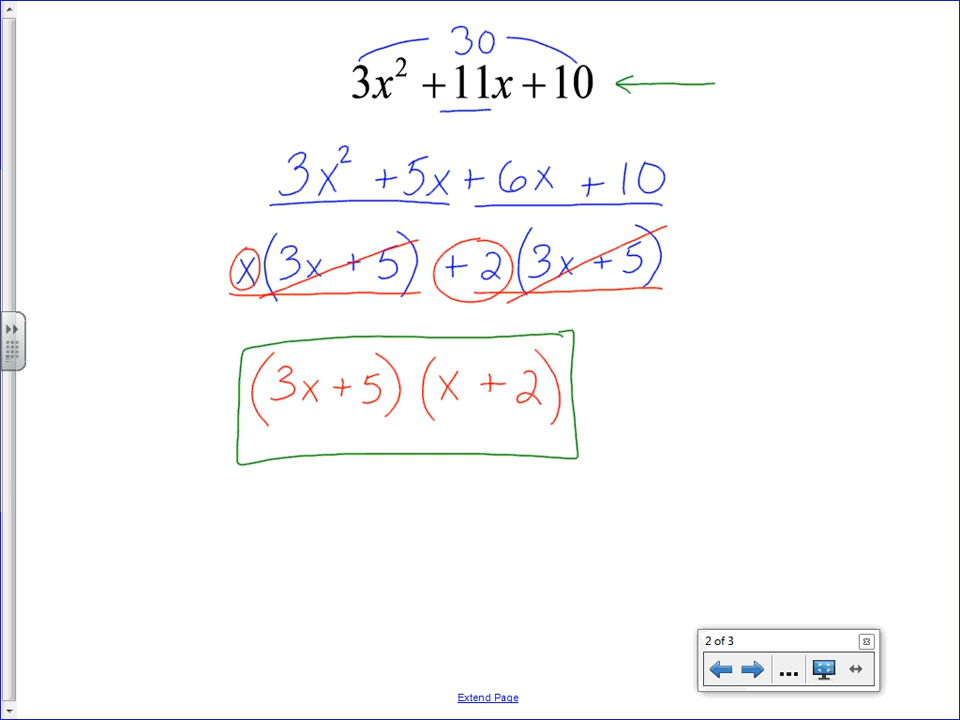 30
3x² + 11x + 10
3x² + 5x + 6x + 10
x(3x + 5) + 2(3x + 5)
(3x + 5) (x + 2)
2 of 3
...
Extend Page